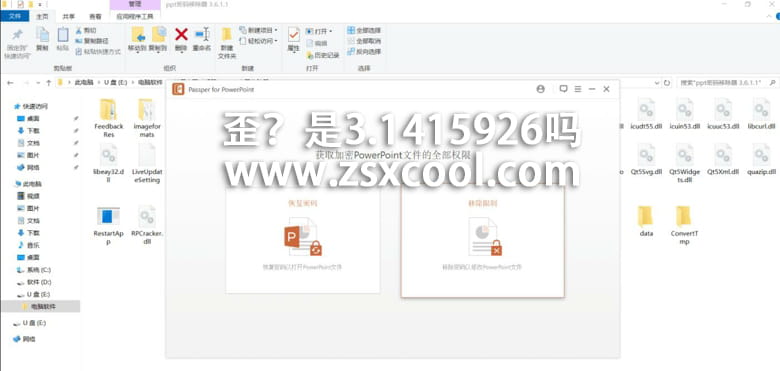 管理
ppt密码移除器 3.6.1.1
文件
主页
共享
查看
应用程序工具
固定到"快速访问"
复制
粘贴
剪切
复制路径
粘贴快捷方式
剪贴板
移动到
复制到
删除
重命名
组织
新建文件夹
新建项目
轻松访问
新建
属性
打开
编辑
历史记录
打开
全部选择
全部取消
反向选择
选择
此电脑 > U 盘 (E:) > 电脑软件
搜索"ppt密码移除器 3.6.1.1"
Passper for PowerPoint
歪？是3.1415926吗
获取加密PowerPoint文件的全部权限
www.zsxcool.com
恢复密码
恢复密码以打开PowerPoint文件
移除限制
移除密码以修改PowerPoint文件
快速访问
桌面
下载
文档
图片
网络
此电脑
视频
图片
文档
下载
音乐
桌面
系统 (C:)
软件 (D:)
U 盘 (E:)
电脑软件
U 盘 (E:)
网络
Feedback
Res
imagefor
mats
icudt55.dll
icuin53.dll
icuuc53.dll
libcurl.dll
libeay32.d
ll
LiveUpdat
eSetting
Qt5Svg.dll
Qt5Widge
ts.dll
Qt5Xml.dll
quazip.dll
RestartAp
p
RPCracker.
dll
data
ConvertT
mp